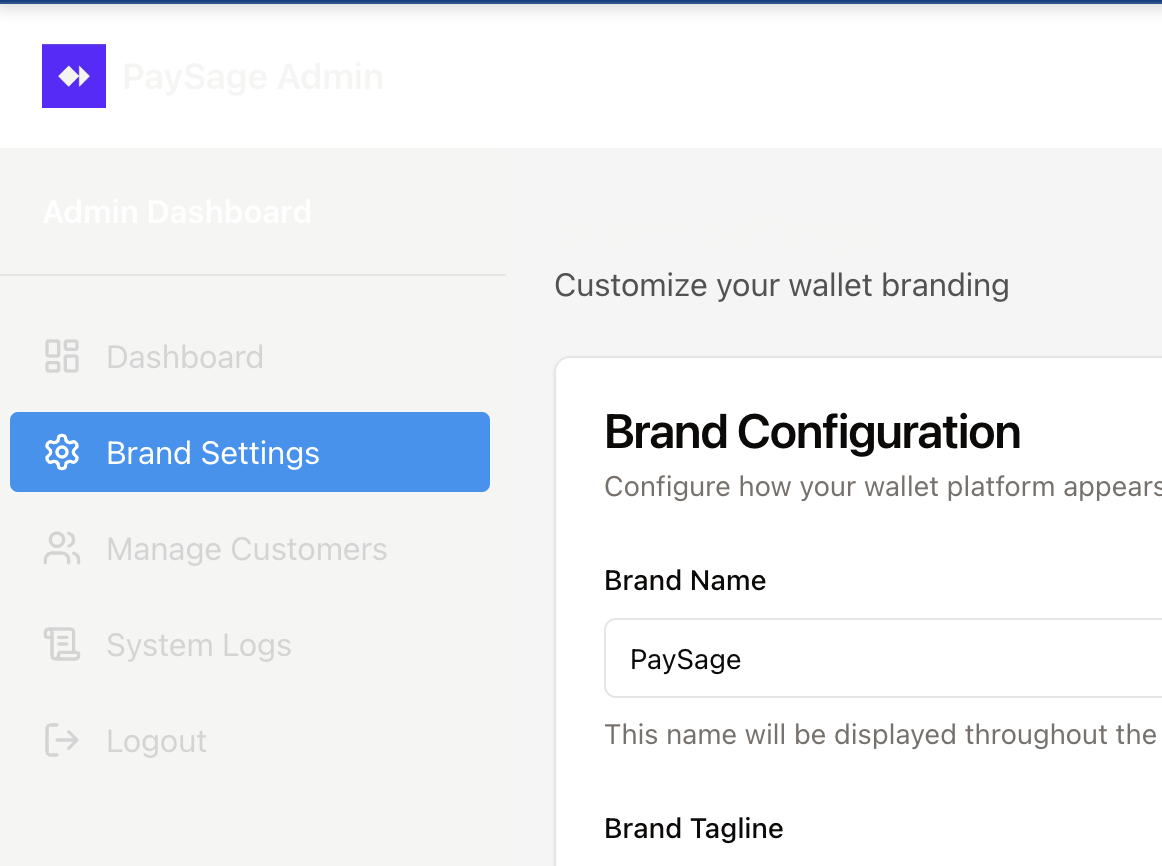 PaySage Admin
Admin Dashboard
Dashboard
Brand Settings
Manage Customers
System Logs
Logout
Customize your wallet branding
Brand Configuration
Configure how your wallet platform appears
Brand Name
PaySage
This name will be displayed throughout the
Brand Tagline